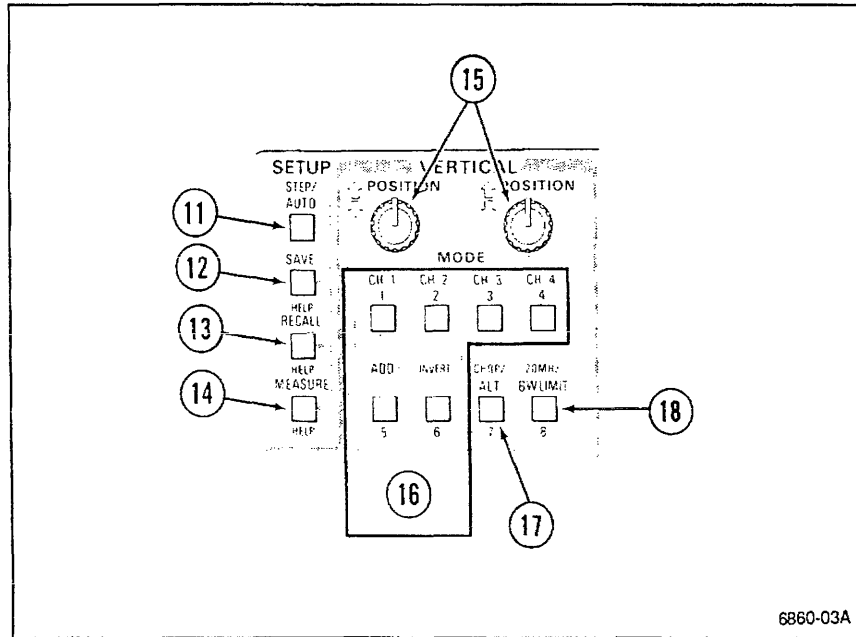 15
SETUP VERTICAL
STEP/
AUTO
POSITION POSITION
11
MODE
SAVE
12
CH 1 CH 2 CH 3 CH 4
1 2 3 4
HELP
RECALL
13
HELP
MEASURE
14
HELP
ADD INVERT CHOP/ 20MHz
ALT BW LIMIT
5 6 7 8
18
16
17
6860-03A